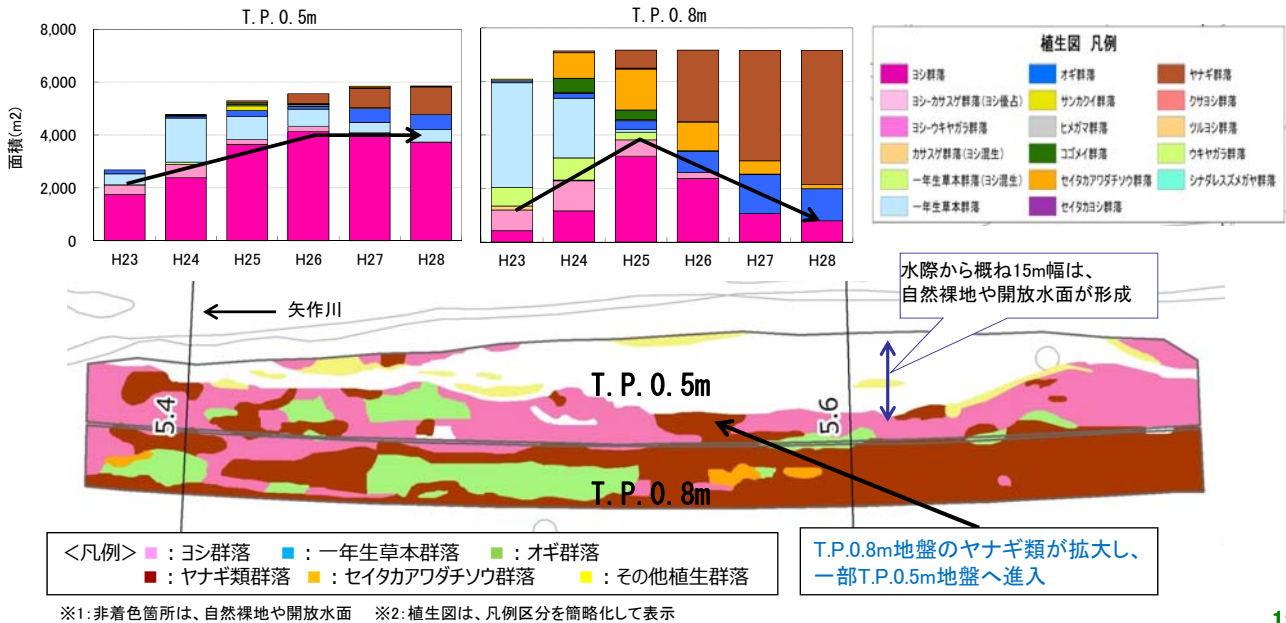 T.P.0.5m
8,000
6,000
4,000
2,000
0
面積(m2)
H23 H24 H25 H26 H27 H28
T.P.0.8m
H23 H24 H25 H26 H27 H28
植生図 凡例
ヨシ群落
ヨシ-カサスゲ群落(ヨシ優占)
ヨシ-ウキヤガラ群落
カサスゲ群落(ヨシ混生)
一年生草本群落(ヨシ混生)
一年生草本群落
オギ群落
サンカクイ群落
ヒメガマ群落
コゴメイ群落
セイタカアワダチソウ群落
セイタカヨシ群落
ヤナギ群落
クサヨシ群落
ツルヨシ群落
ウキヤガラ群落
シナダレスズメガヤ群落
水際から概ね15m幅は、
自然裸地や開放水面が形成
矢作川
T.P.0.5m
5.4
5.6
T.P.0.8m
T.P.0.8m地盤のヤナギ類が拡大し、
一部T.P.0.5m地盤へ進入
<凡例> :ヨシ群落 :一年生草本群落 :オギ群落
:ヤナギ類群落 :セイタカアワダチソウ群落 :その他植生群落
※1:非着色箇所は、自然裸地や開放水面 ※2:植生図は、凡例区分を簡略化して表示